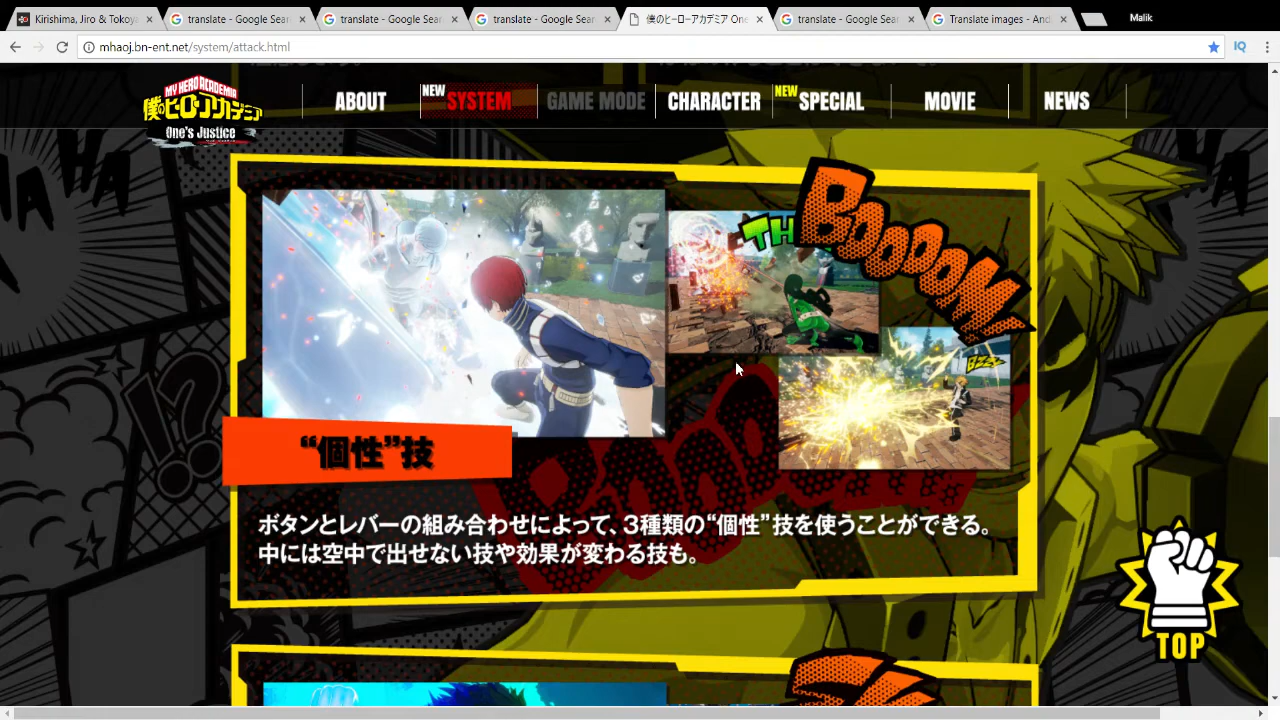 Kirishima, Jiro & Tokoya
translate - Google Sear
translate - Google Sear
translate - Google Sear
僕のヒーローアカデミア One'
translate - Google Sear
Translate images - And
Malik
mhaoj.bn-ent.net/system/attack.html
IQ
MY HERO ACADEMIA
僕のヒーローアカデミア
One's Justice
ABOUT
NEW
SYSTEM
GAME MODE
CHARACTER
NEW
SPECIAL
MOVIE
NEWS
HA
HA
TH
BOOOOM!
BZZZ
!?
“個性”技
ボタンとレバーの組み合わせによって、3種類の“個性”技を使うことができる。
中には空中で出せない技や効果が変わる技も。
TOP